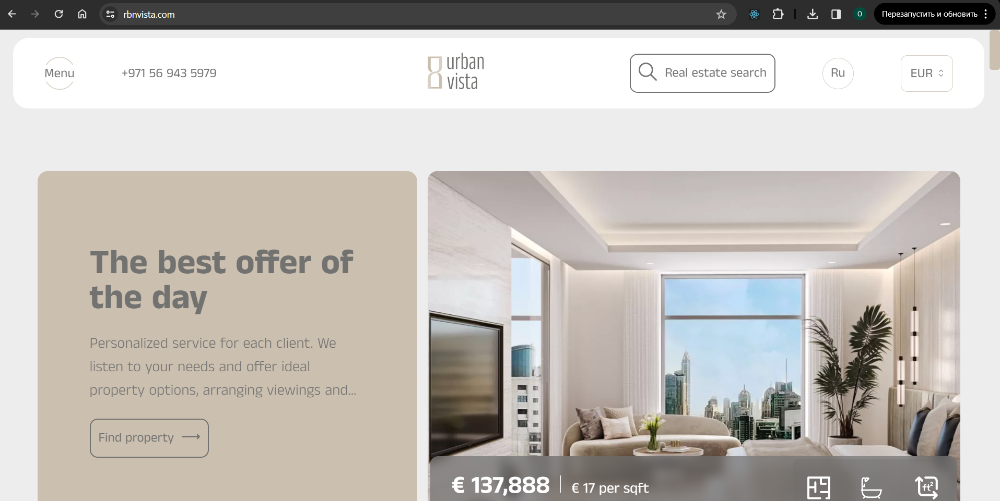 rbnvista.com
O
Перезапустить и обновить
Menu
+971 56 943 5979
urban
vista
Real estate search
Ru
EUR
The best offer of
the day
Personalized service for each client. We
listen to your needs and offer ideal
property options, arranging viewings and...
Find property
€ 137,888
€ 17 per sqft
ft²